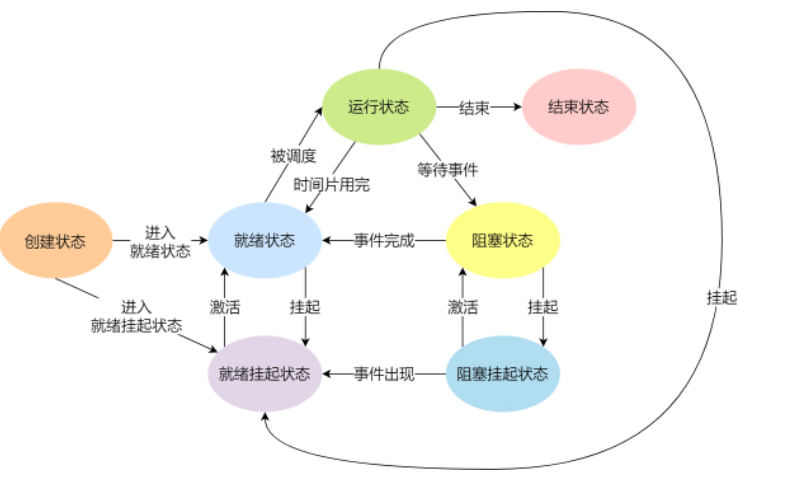 运行状态
结束
结束状态
被调度
时间片用完
等待事件
创建状态
进入
就绪状态
就绪状态
事件完成
阻塞状态
进入
就绪挂起状态
激活
挂起
激活
挂起
挂起
就绪挂起状态
事件出现
阻塞挂起状态